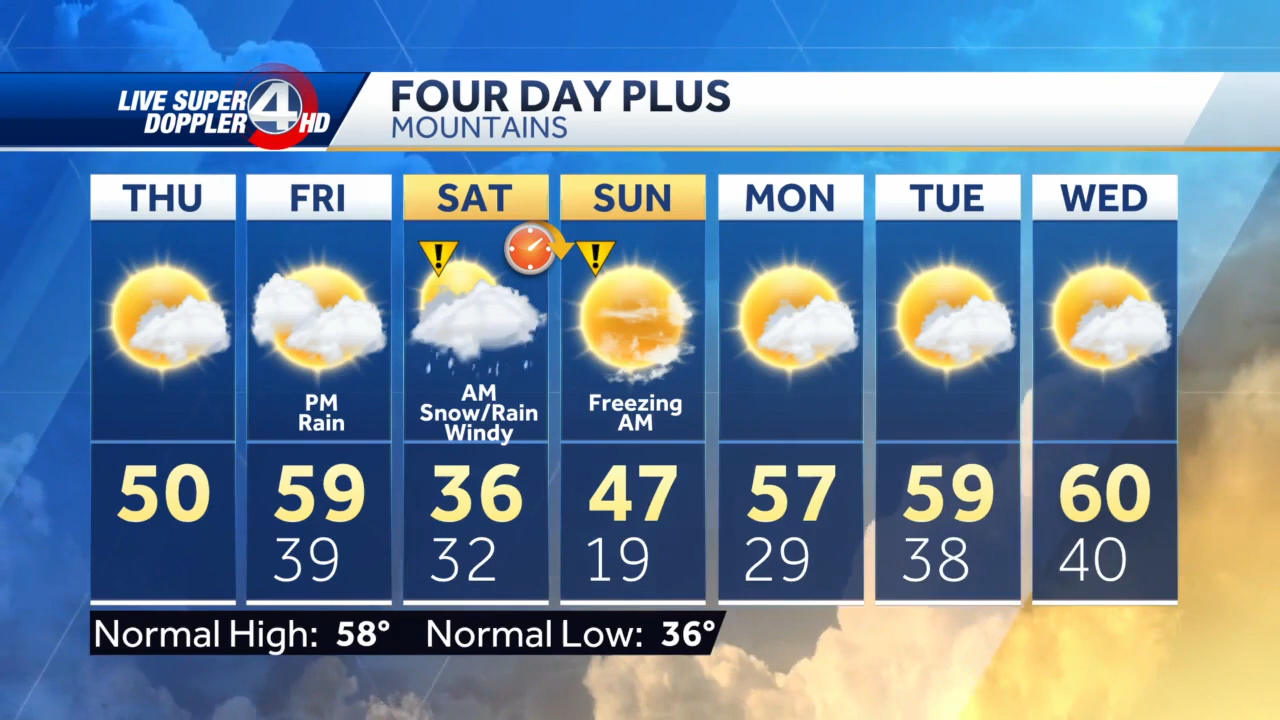 LIVE SUPER
DOPPLER 4 HD
FOUR DAY PLUS
MOUNTAINS
THU FRI SAT SUN MON TUE WED
! !
PM
Rain
AM
Snow/Rain
Windy
Freezing
AM
50 59 36 47 57 59 60
39 32 19 29 38 40
Normal High: 58° Normal Low: 36°